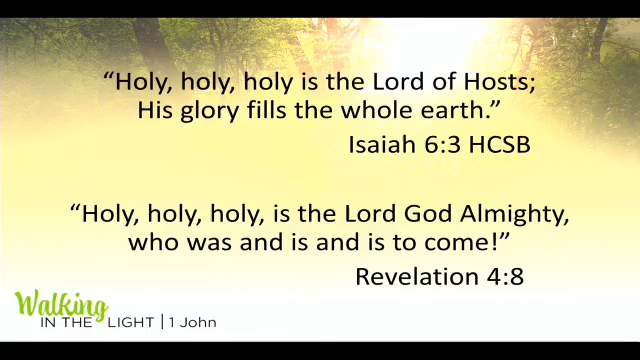 “Holy, holy, holy is the Lord of Hosts;
His glory fills the whole earth.”
Isaiah 6:3 HCSB
“Holy, holy, holy, is the Lord God Almighty,
who was and is and is to come!”
Revelation 4:8
Walking
IN THE LIGHT | 1 John